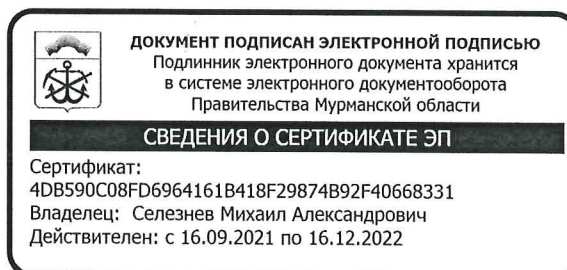 ДОКУМЕНТ ПОДПИСАН ЭЛЕКТРОННОЙ ПОДПИСЬЮ
Подлинник электронного документа хранится
в системе электронного документооборота
Правительства Мурманской области
СВЕДЕНИЯ О СЕРТИФИКАТЕ ЭП
Сертификат:
4DB590C08FD6964161B418F29874B92F40668331
Владелец: Селезнев Михаил Александрович
Действителен: с 16.09.2021 по 16.12.2022